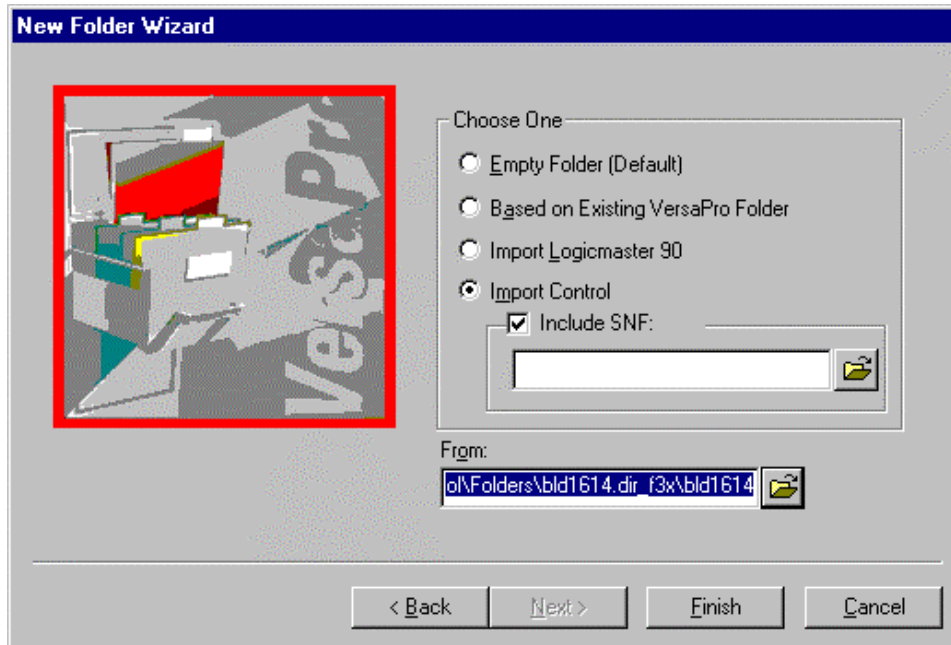 New Folder Wizard
VersaPro
Choose One
Empty Folder (Default)
Based on Existing VersaPro Folder
Import Logicmaster 90
Import Control
Include SNF:
From:
ol\Folders\bld1614.dir_f3x\bld1614
< Back
Next >
Finish
Cancel